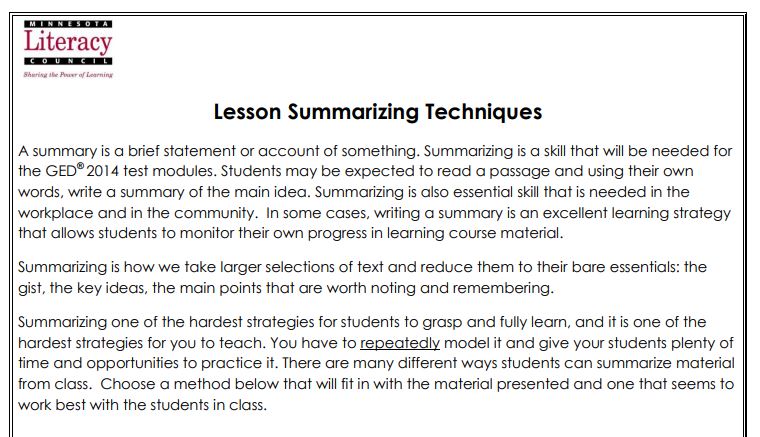 MINNESOTA
Literacy
COUNCIL
Sharing the Power of Learning
Lesson Summarizing Techniques
A summary is a brief statement or account of something. Summarizing is a skill that will be needed for
the GED® 2014 test modules. Students may be expected to read a passage and using their own
words, write a summary of the main idea. Summarizing is also essential skill that is needed in the
workplace and in the community.  In some cases, writing a summary is an excellent learning strategy
that allows students to monitor their own progress in learning course material.
Summarizing is how we take larger selections of text and reduce them to their bare essentials: the
gist, the key ideas, the main points that are worth noting and remembering.
Summarizing one of the hardest strategies for students to grasp and fully learn, and it is one of the
hardest strategies for you to teach. You have to repeatedly model it and give your students plenty of
time and opportunities to practice it. There are many different ways students can summarize material
from class.  Choose a method below that will fit in with the material presented and one that seems to
work best with the students in class.